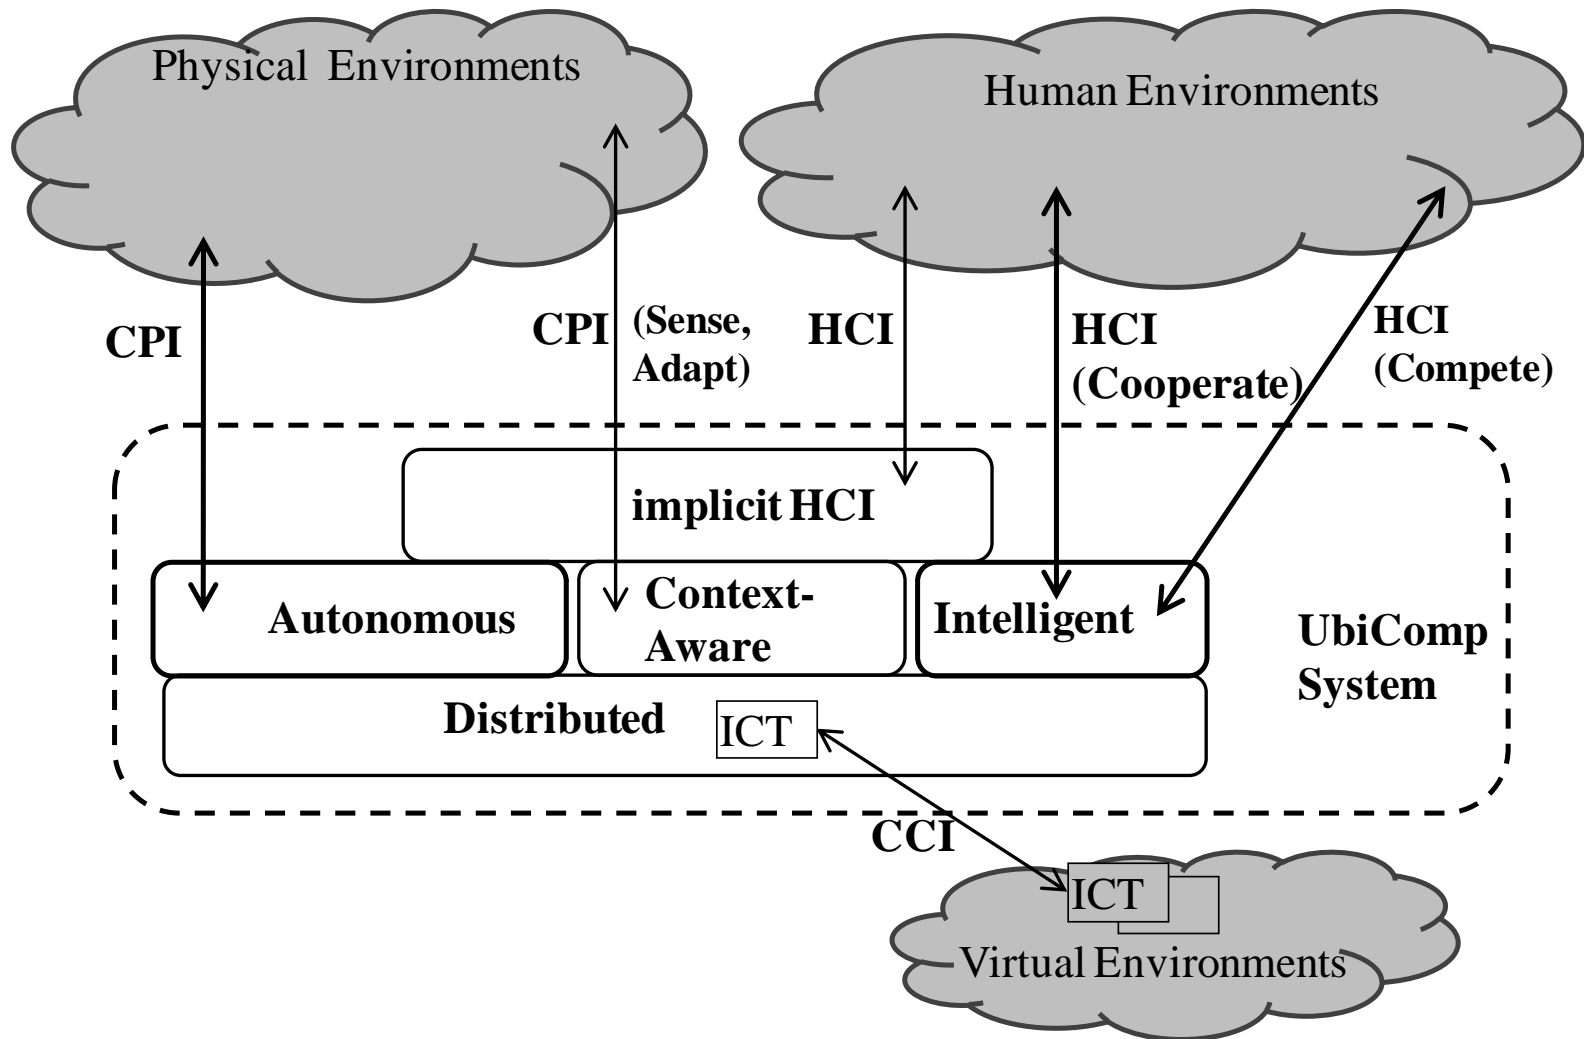 Physical Environments
Human Environments
CPI
CPI
(Sense,
Adapt)
HCI
HCI
(Cooperate)
HCI
(Compete)
implicit HCI
Autonomous
Context-
Aware
Intelligent
UbiComp
System
Distributed
ICT
CCI
ICT
Virtual Environments